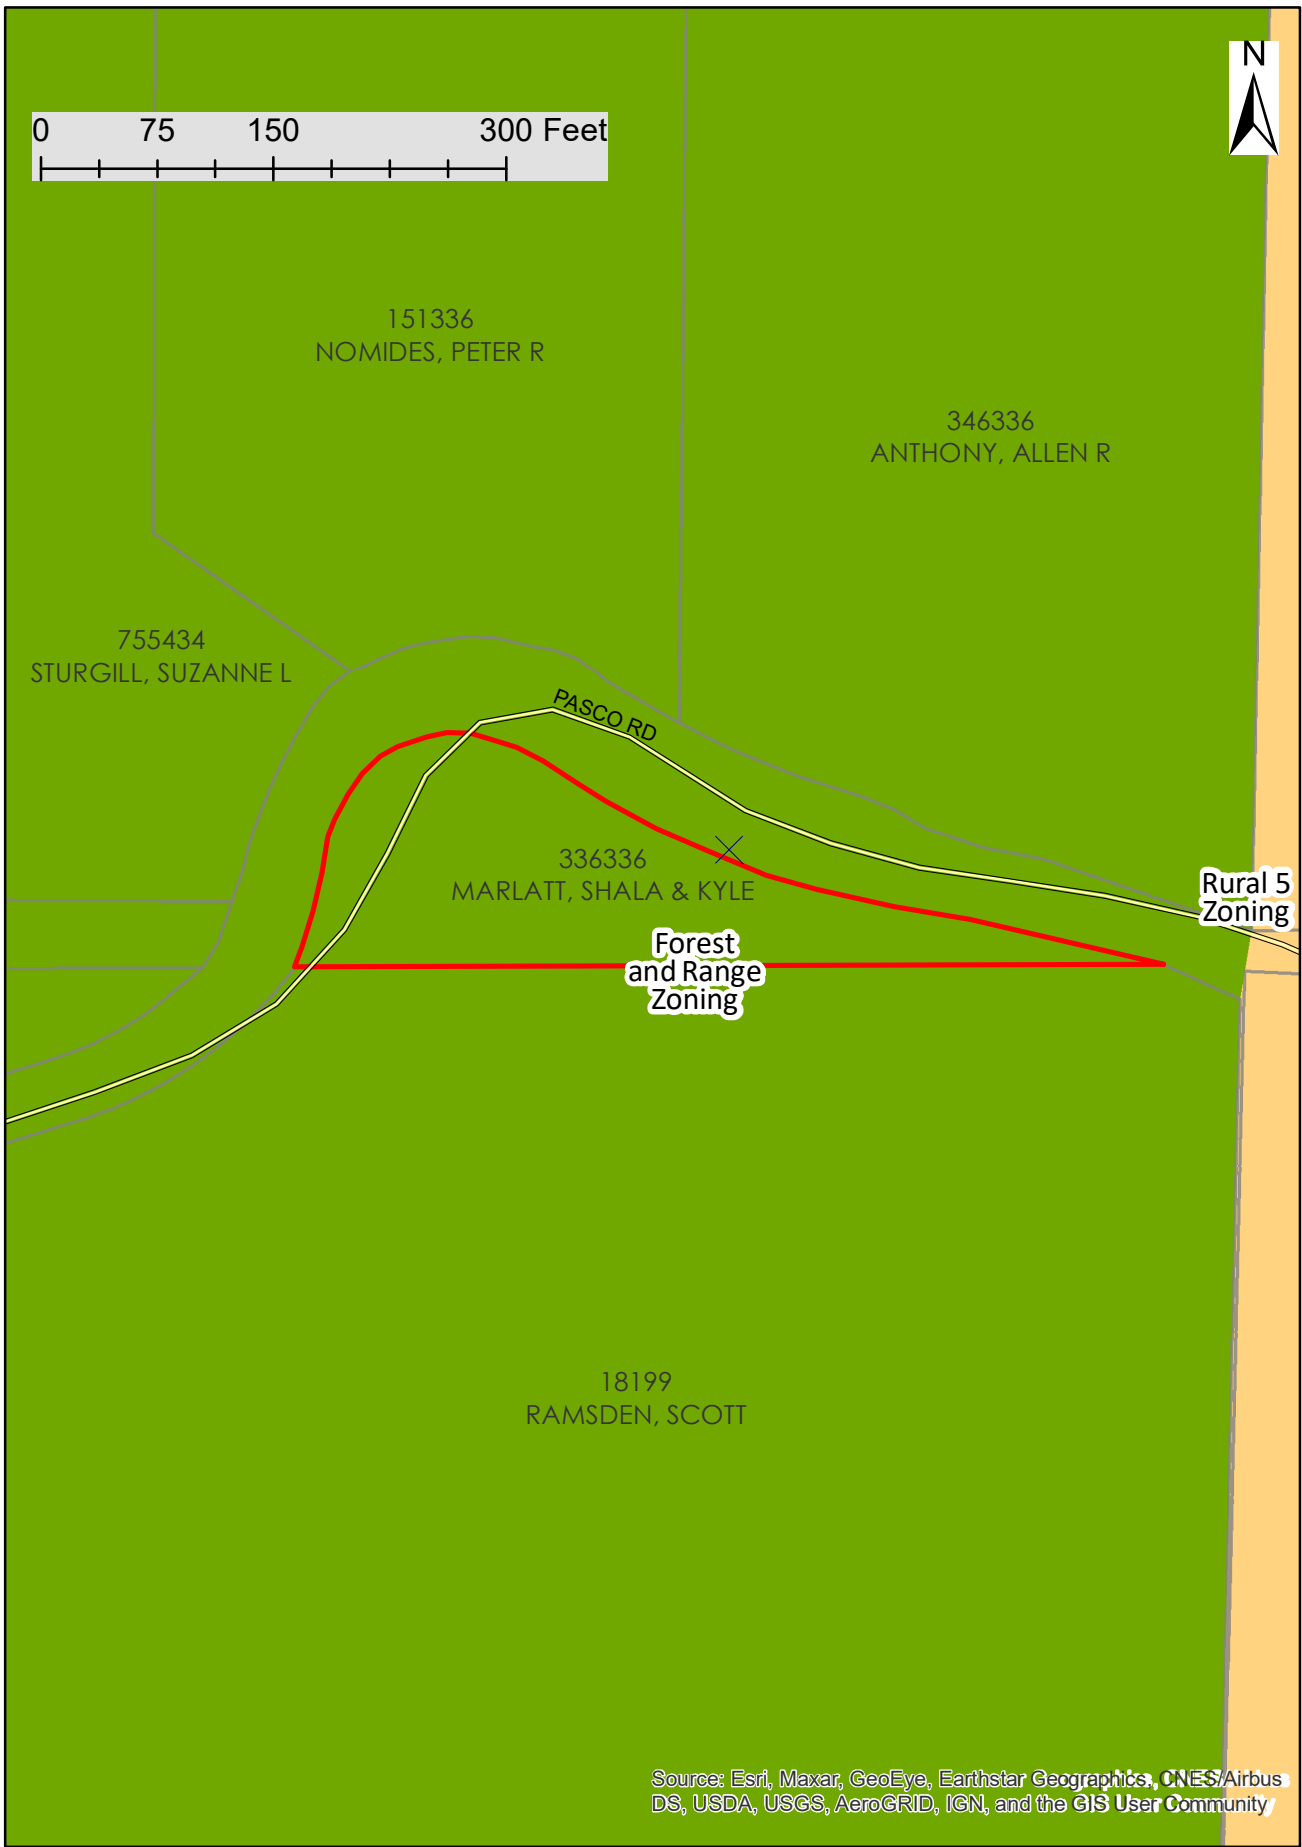 N
0 75 150 300 Feet
151336
NOMIDES, PETER R
346336
ANTHONY, ALLEN R
755434
STURGILL, SUZANNE L
PASCO RD
336336
MARLATT, SHALA & KYLE
Rural 5
Zoning
Forest
and Range
Zoning
18199
RAMSDEN, SCOTT
Source: Esri, Maxar, GeoEye, Earthstar Geographics, CNES/Airbus
DS, USDA, USGS, AeroGRID, IGN, and the GIS User Community